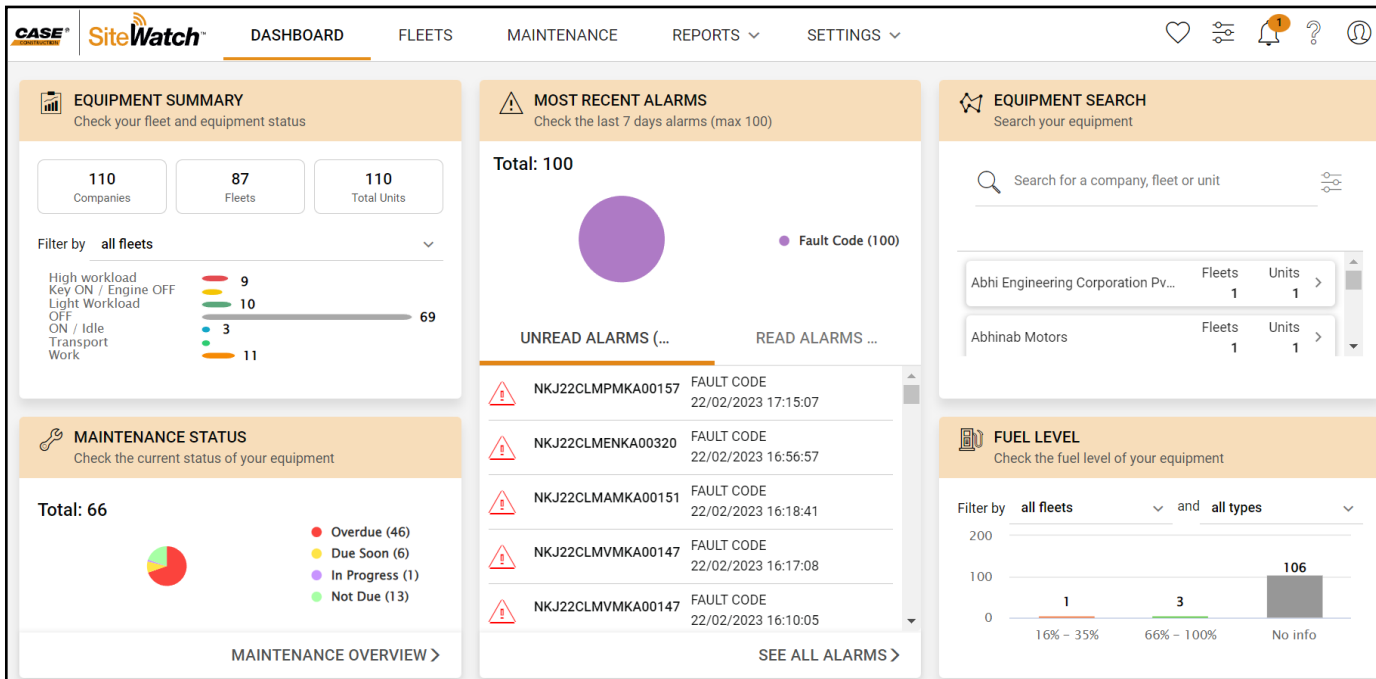 CASE
CONSTRUCTION
SiteWatch™
DASHBOARD
FLEETS
MAINTENANCE
REPORTS
SETTINGS
1
EQUIPMENT SUMMARY
Check your fleet and equipment status
110
Companies
87
Fleets
110
Total Units
Filter by all fleets
High workload 9
Key ON / Engine OFF
Light Workload 10
OFF 69
ON / Idle 3
Transport
Work 11
MOST RECENT ALARMS
Check the last 7 days alarms (max 100)
Total: 100
Fault Code (100)
UNREAD ALARMS (...
READ ALARMS ...
NKJ22CLMPMKA00157 FAULT CODE
22/02/2023 17:15:07
NKJ22CLMENKA00320 FAULT CODE
22/02/2023 16:56:57
NKJ22CLMAMKA00151 FAULT CODE
22/02/2023 16:18:41
NKJ22CLMVMKA00147 FAULT CODE
22/02/2023 16:17:08
NKJ22CLMVMKA00147 FAULT CODE
22/02/2023 16:10:05
SEE ALL ALARMS
EQUIPMENT SEARCH
Search your equipment
Search for a company, fleet or unit
Abhi Engineering Corporation Pv... Fleets Units
1 1
Abhinab Motors Fleets Units
1 1
MAINTENANCE STATUS
Check the current status of your equipment
Total: 66
Overdue (46)
Due Soon (6)
In Progress (1)
Not Due (13)
MAINTENANCE OVERVIEW
FUEL LEVEL
Check the fuel level of your equipment
Filter by all fleets and all types
200
100
0
1
3
106
16% - 35%
66% - 100%
No info